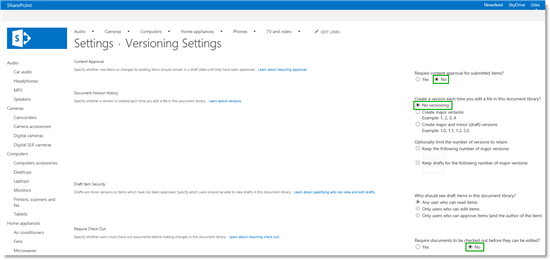 SharePoint
Newsfeed SkyDrive Sites
Audio Cameras Computers Home appliances Phones TV and video EDIT LINKS
Settings › Versioning Settings
Audio
Car audio
Headphones
MP3
Speakers
Cameras
Camcorders
Camera accessories
Digital cameras
Digital SLR cameras
Computers
Computers accessories
Desktops
Laptops
Monitors
Printers, scanners and fax
Tablets
Home appliances
Air conditioners
Fans
Microwaves
Content Approval
Specify whether new items or changes to existing items should remain in a draft state until they have been approved. Learn about requiring approval.
Require content approval for submitted items?
Yes No
Document Version History
Specify whether a version is created each time you edit a file in this document library. Learn about versions.
Create a version each time you edit a file in this document library?
No versioning
Create major versions
Example: 1, 2, 3, 4
Create major and minor (draft) versions
Example: 1.0, 1.1, 1.2, 2.0
Optionally limit the number of versions to retain:
Keep the following number of major versions
Keep drafts for the following number of major versions:
Draft Item Security
Drafts are minor versions or items which have not been approved. Specify which users should be able to view drafts in this document library. Learn about specifying who can view and edit drafts.
Who should see draft items in this document library?
Any user who can read items
Only users who can edit items
Only users who can approve items (and the author of the item)
Require Check Out
Specify whether users must check out documents before making changes in this document library. Learn about requiring check out.
Require documents to be checked out before they can be edited?
Yes No